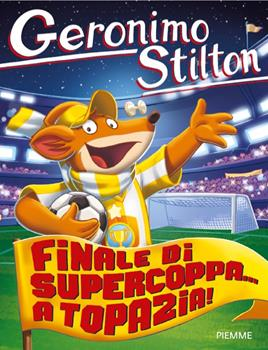 Geronimo
Stilton
FINALE DI
SUPERCOPPA...
A TOPAZIA!
PIEMME